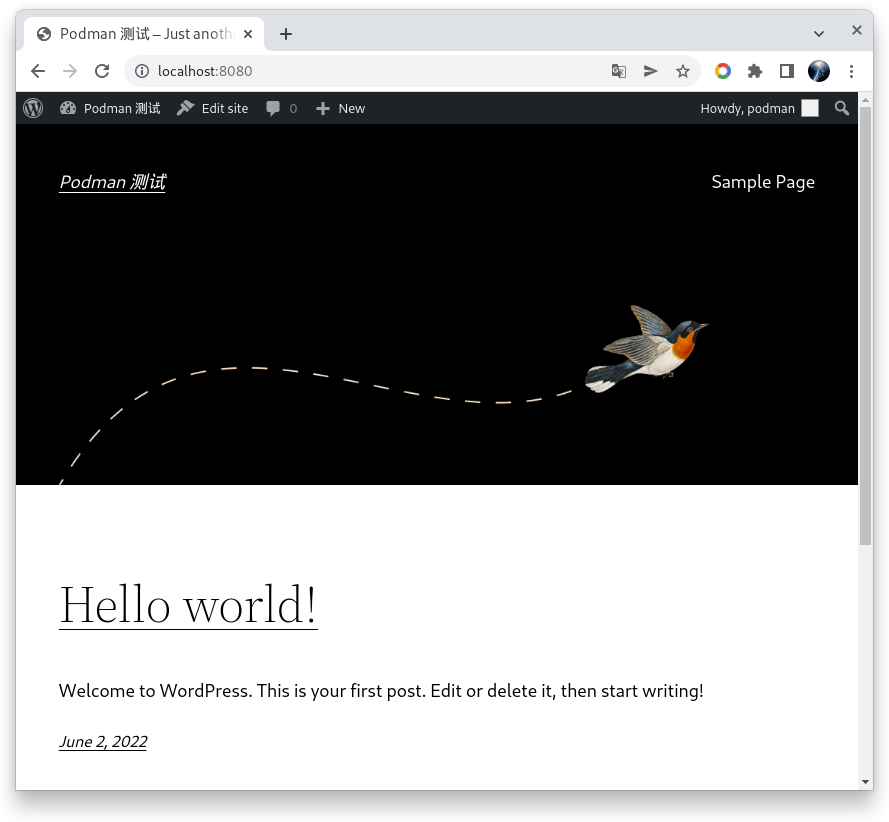 Podman 测试 – Just anoth
localhost:8080
Podman 测试 Edit site 0 New Howdy, podman
Podman 测试 Sample Page
Hello world!
Welcome to WordPress. This is your first post. Edit or delete it, then start writing!
June 2, 2022